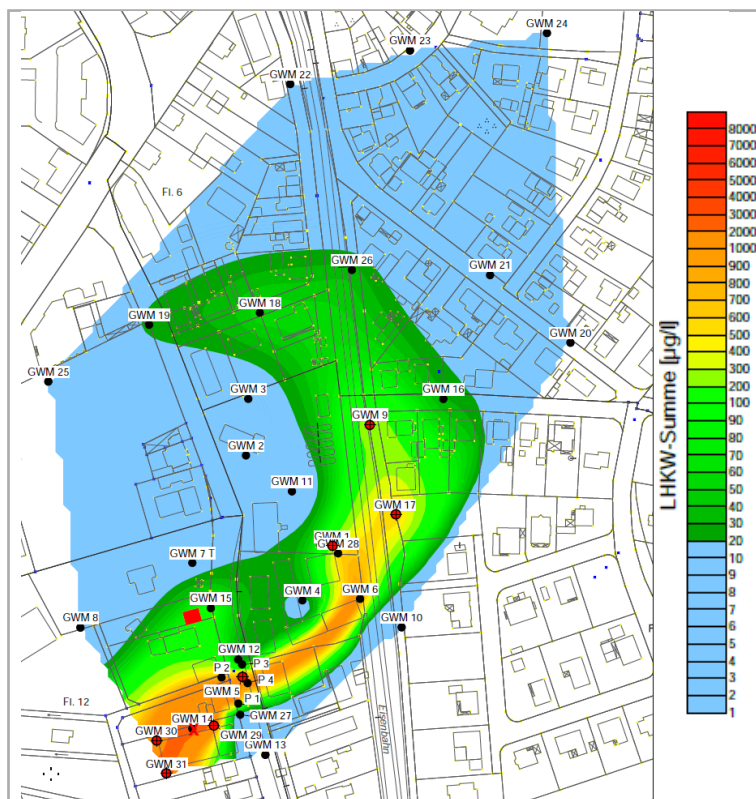 GWM 24
GWM 23
GWM 22
Fl. 6
GWM 26
GWM 21
GWM 18
GWM 19
GWM 20
GWM 25
GWM 3
GWM 16
GWM 9
GWM 2
GWM 11
GWM 17
GWM 1
GWM 28
GWM 7 T
GWM 4
GWM 6
GWM 15
GWM 8
GWM 10
GWM 12
P 3
P 2
P 4
GWM 5
P 1
Fl. 12
GWM 27
GWM 14
GWM 30
GWM 29
GWM 13
GWM 31
Eisenbahn
LHKW-Summe [µg/l]
8000
7000
6000
5000
4000
3000
2000
1000
900
800
700
600
500
400
300
200
100
90
80
70
60
50
40
30
20
10
9
8
7
6
5
4
3
2
1